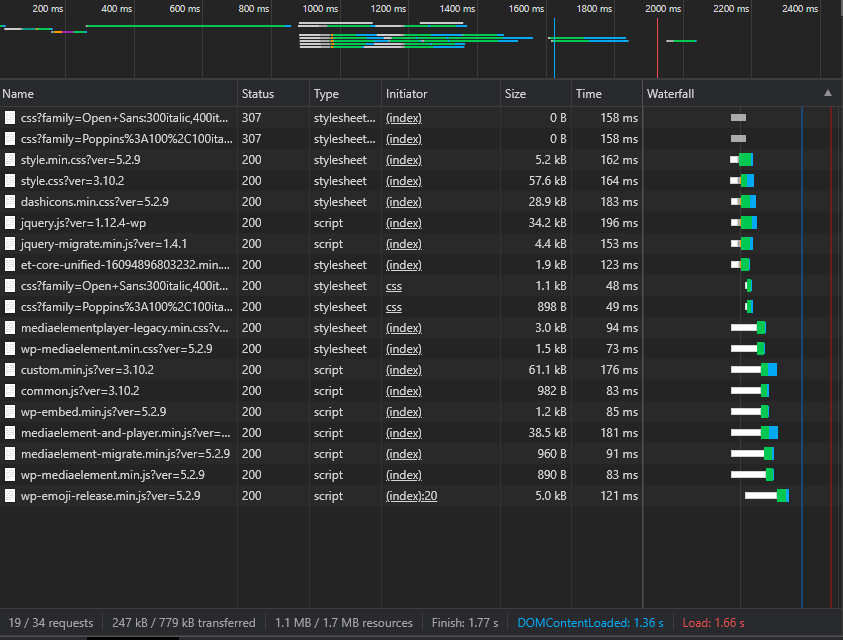 200 ms 400 ms 600 ms 800 ms 1000 ms 1200 ms 1400 ms 1600 ms 1800 ms 2000 ms 2200 ms 2400 ms
Name Status Type Initiator Size Time Waterfall
css?family=Open+Sans:300italic,400it... 307 stylesheet... (index) 0 B 158 ms
css?family=Poppins%3A100%2C100ita... 307 stylesheet... (index) 0 B 158 ms
style.min.css?ver=5.2.9 200 stylesheet (index) 5.2 kB 162 ms
style.css?ver=3.10.2 200 stylesheet (index) 57.6 kB 164 ms
dashicons.min.css?ver=5.2.9 200 stylesheet (index) 28.9 kB 183 ms
jquery.js?ver=1.12.4-wp 200 script (index) 34.2 kB 196 ms
jquery-migrate.min.js?ver=1.4.1 200 script (index) 4.4 kB 153 ms
et-core-unified-16094896803232.min.... 200 stylesheet (index) 1.9 kB 123 ms
css?family=Open+Sans:300italic,400it... 200 stylesheet css 1.1 kB 48 ms
css?family=Poppins%3A100%2C100ita... 200 stylesheet css 898 B 49 ms
mediaelementplayer-legacy.min.css?v... 200 stylesheet (index) 3.0 kB 94 ms
wp-mediaelement.min.css?ver=5.2.9 200 stylesheet (index) 1.5 kB 73 ms
custom.min.js?ver=3.10.2 200 script (index) 61.1 kB 176 ms
common.js?ver=3.10.2 200 script (index) 982 B 83 ms
wp-embed.min.js?ver=5.2.9 200 script (index) 1.2 kB 85 ms
mediaelement-and-player.min.js?ver=... 200 script (index) 38.5 kB 181 ms
mediaelement-migrate.min.js?ver=5.2.9 200 script (index) 960 B 91 ms
wp-mediaelement.min.js?ver=5.2.9 200 script (index) 890 B 83 ms
wp-emoji-release.min.js?ver=5.2.9 200 script (index):20 5.0 kB 121 ms
19 / 34 requests 247 kB / 779 kB transferred 1.1 MB / 1.7 MB resources Finish: 1.77 s DOMContentLoaded: 1.36 s Load: 1.66 s